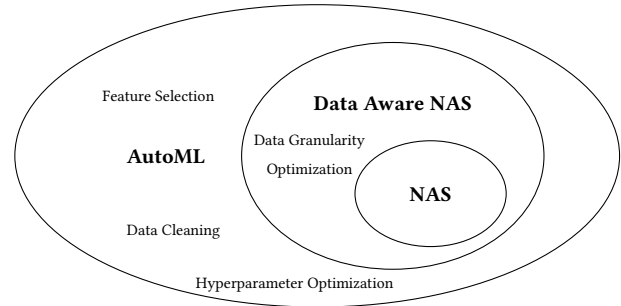 Feature Selection
Data Aware NAS
Data Granularity
AutoML
Optimization
NAS
Data Cleaning
Hyperparameter Optimization